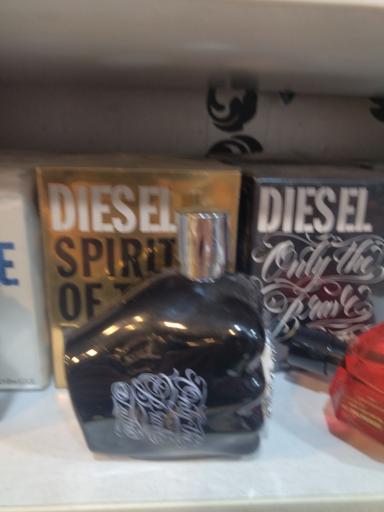 DIESEL
SPIRIT
OF T
DIESEL
Only the
Brave
E